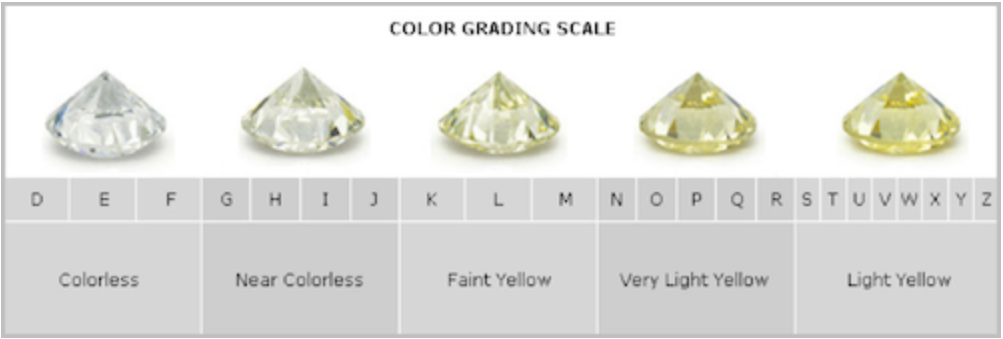 COLOR GRADING SCALE
D E F G H I J K L M N O P Q R S T U V W X Y Z
Colorless Near Colorless Faint Yellow Very Light Yellow Light Yellow